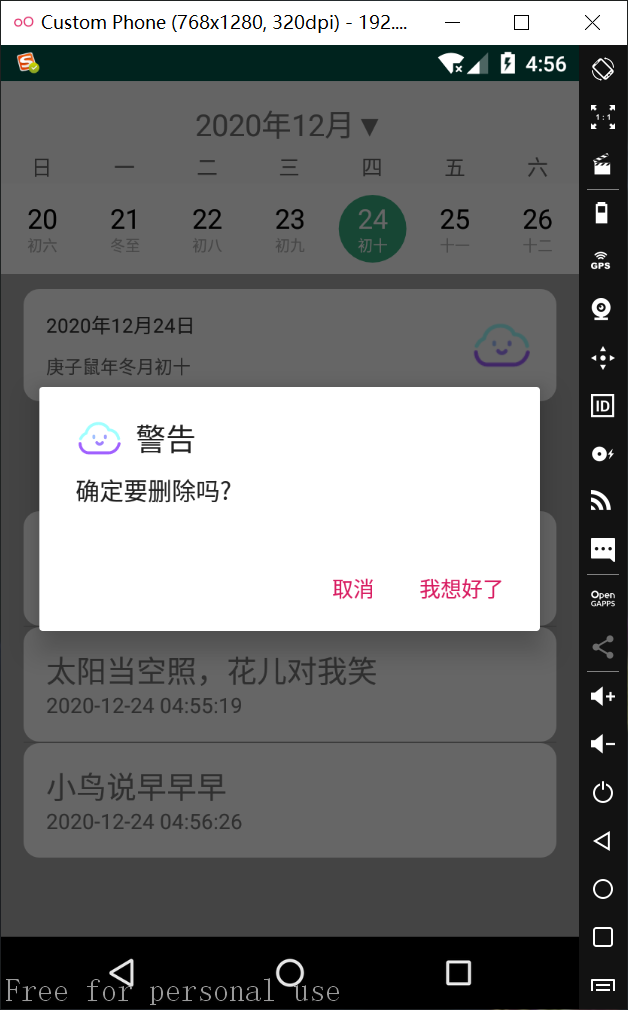 Custom Phone (768x1280, 320dpi) - 192....
4:56
2020年12月▼
日 一 二 三 四 五 六
20 21 22 23 24 25 26
初六 冬至 初八 初九 初十 十一 十二
2020年12月24日
庚子鼠年冬月初十
警告
确定要删除吗?
取消 我想好了
太阳当空照，花儿对我笑
2020-12-24 04:55:19
小鸟说早早早
2020-12-24 04:56:26
Free for personal use
1:1
GPS
ID
Open
GAPPS